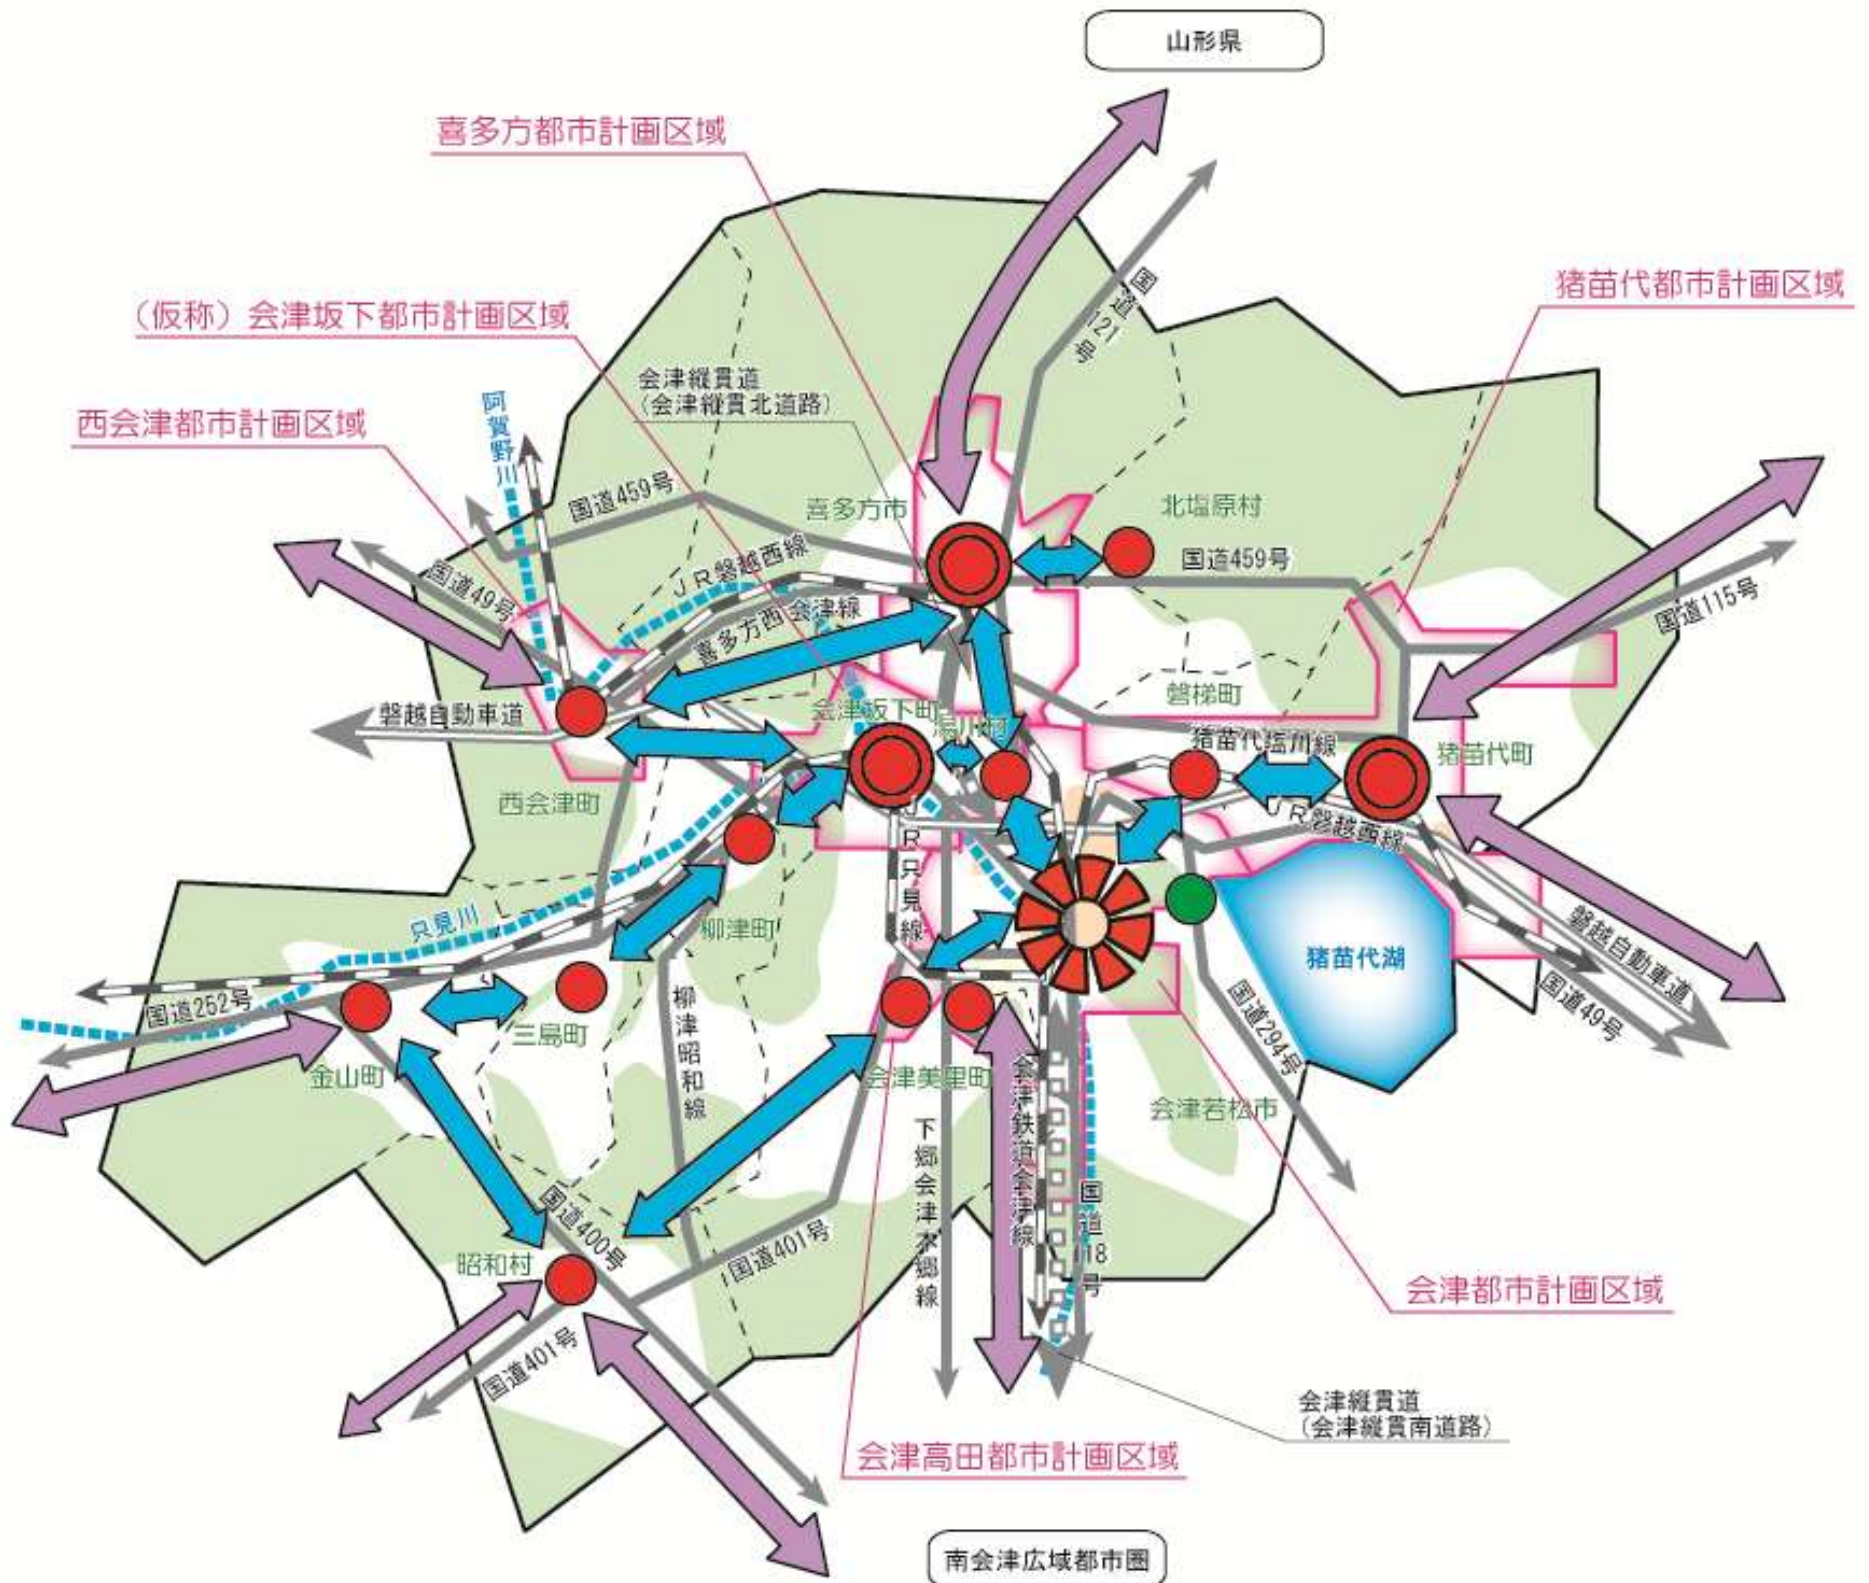 山形県
喜多方都市計画区域
国道121号
猪苗代都市計画区域
（仮称）会津坂下都市計画区域
会津縦貫道
（会津縦貫北道路）
西会津都市計画区域
阿賀野川
国道459号
喜多方市
北塩原村
国道459号
JR磐越西線
国道49号
喜多方西会津線
国道115号
磐梯町
磐越自動車道
会津坂下町
湯川村
猪苗代塩川線
猪苗代町
西会津町
JR磐越西線
JR只見線
只見川
柳津町
猪苗代湖
磐越自動車道
国道49号
国道252号
三島町
柳津昭和線
国道294号
金山町
会津美里町
会津鉄道会津線
会津若松市
下郷会津本郷線
国道118号
国道400号
昭和村
国道401号
会津都市計画区域
国道401号
会津縦貫道
（会津縦貫南道路）
会津高田都市計画区域
南会津広域都市圏